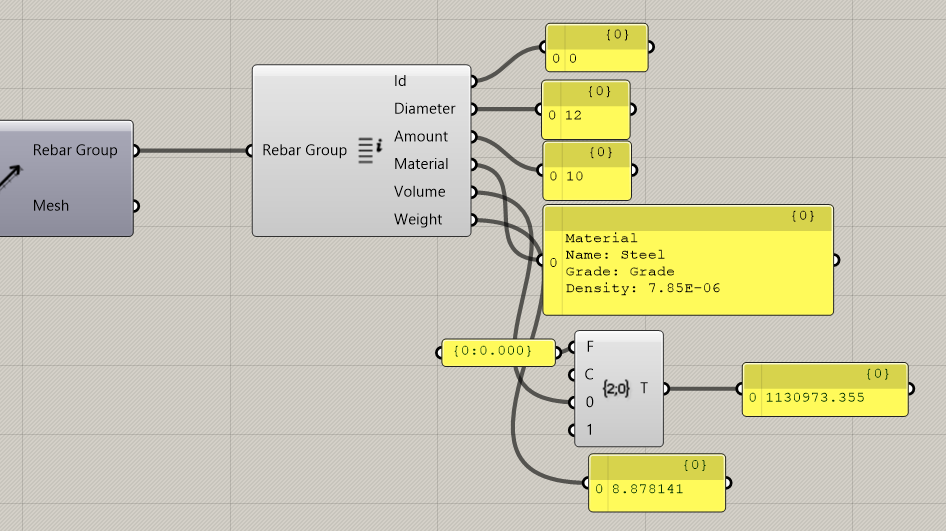 Rebar Group
Mesh
Rebar Group
Id
Diameter
Amount
Material
Volume
Weight
{0}
0 0
{0}
0 12
{0}
0 10
{0}
0
Material
Name: Steel
Grade: Grade
Density: 7.85E-06
{0:0.000}
F
C
0
1
{2;0}
T
{0}
0 1130973.355
{0}
0 8.878141